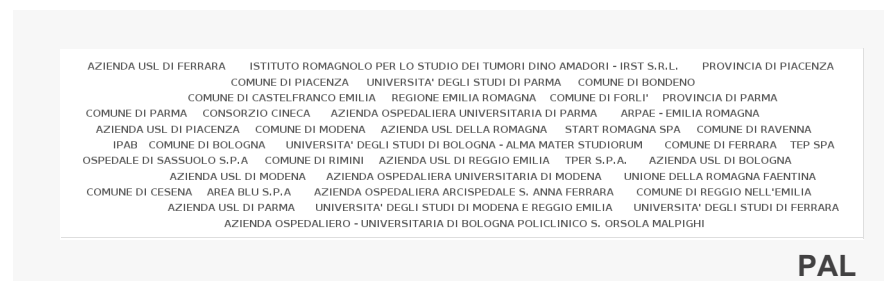 AZIENDA USL DI FERRARA ISTITUTO ROMAGNOLO PER LO STUDIO DEI TUMORI DINO AMADORI - IRST S.R.L. PROVINCIA DI PIACENZA
COMUNE DI PIACENZA UNIVERSITA' DEGLI STUDI DI PARMA COMUNE DI BONDENO
COMUNE DI CASTELFRANCO EMILIA REGIONE EMILIA ROMAGNA COMUNE DI FORLI' PROVINCIA DI PARMA
COMUNE DI PARMA CONSORZIO CINECA AZIENDA OSPEDALIERA UNIVERSITARIA DI PARMA ARPAE - EMILIA ROMAGNA
AZIENDA USL DI PIACENZA COMUNE DI MODENA AZIENDA USL DELLA ROMAGNA START ROMAGNA SPA COMUNE DI RAVENNA
IPAB COMUNE DI BOLOGNA UNIVERSITA' DEGLI STUDI DI BOLOGNA - ALMA MATER STUDIORUM COMUNE DI FERRARA TEP SPA
OSPEDALE DI SASSUOLO S.P.A COMUNE DI RIMINI AZIENDA USL DI REGGIO EMILIA TPER S.P.A. AZIENDA USL DI BOLOGNA
AZIENDA USL DI MODENA AZIENDA OSPEDALIERA UNIVERSITARIA DI MODENA UNIONE DELLA ROMAGNA FAENTINA
COMUNE DI CESENA AREA BLU S.P.A AZIENDA OSPEDALIERA ARCISPEDALE S. ANNA FERRARA COMUNE DI REGGIO NELL'EMILIA
AZIENDA USL DI PARMA UNIVERSITA' DEGLI STUDI DI MODENA E REGGIO EMILIA UNIVERSITA' DEGLI STUDI DI FERRARA
AZIENDA OSPEDALIERO - UNIVERSITARIA DI BOLOGNA POLICLINICO S. ORSOLA MALPIGHI
PAL